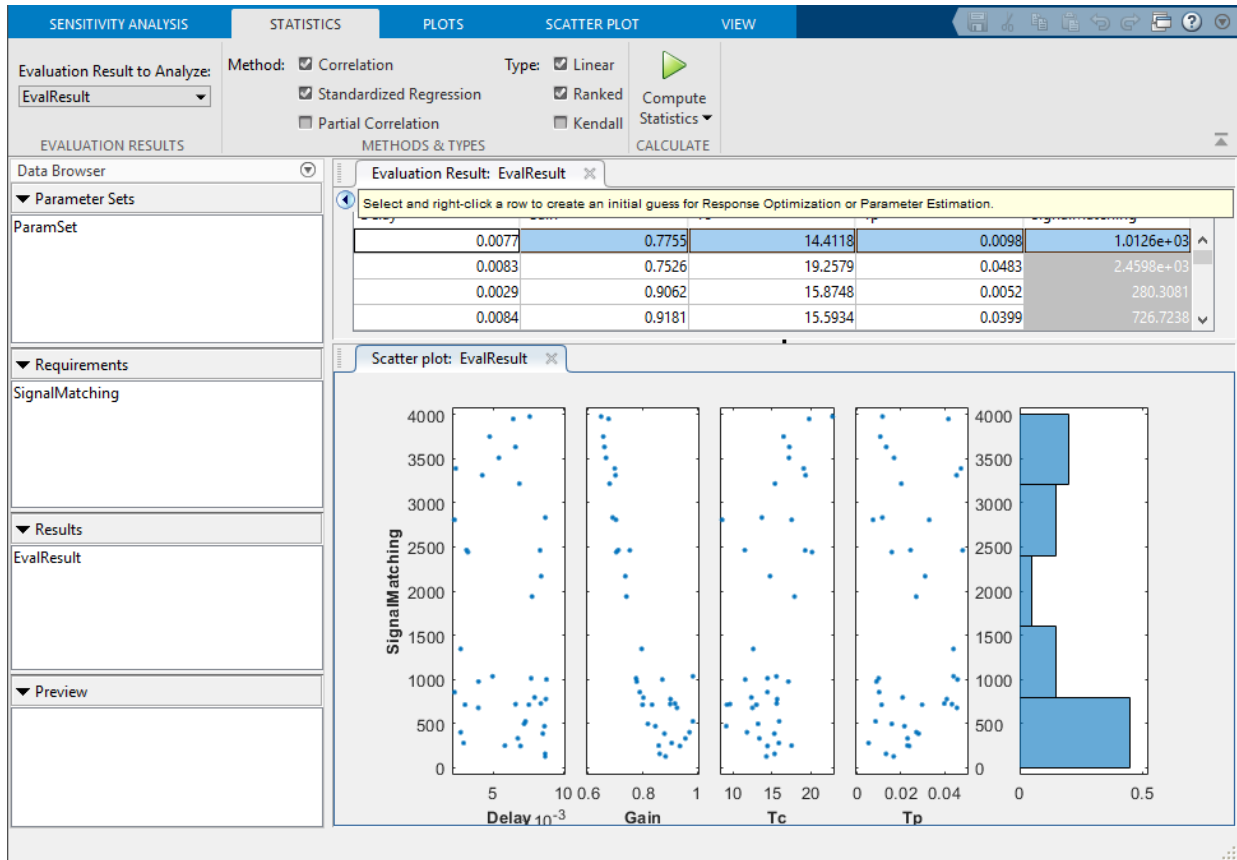 SENSITIVITY ANALYSIS STATISTICS PLOTS SCATTER PLOT VIEW
Evaluation Result to Analyze:
EvalResult
EVALUATION RESULTS
Method: Correlation
Standardized Regression
Partial Correlation
Type: Linear
Ranked
Kendall
METHODS & TYPES
Compute
Statistics
CALCULATE
Data Browser
Parameter Sets
ParamSet
Requirements
SignalMatching
Results
EvalResult
Preview
Evaluation Result: EvalResult
Select and right-click a row to create an initial guess for Response Optimization or Parameter Estimation.
0.0077 0.7755 14.4118 0.0098 1.0126e+03
0.0083 0.7526 19.2579 0.0483 2.4598e+03
0.0029 0.9062 15.8748 0.0052 280.3081
0.0084 0.9181 15.5934 0.0399 726.7238
Scatter plot: EvalResult
SignalMatching
4000 4000
3500 3500
3000 3000
2500 2500
2000 2000
1500 1500
1000 1000
500 500
0 0
5 10 0.6 0.8 1 10 15 20 0 0.02 0.04 0 0.5
Delay 10-3 Gain Tc Tp